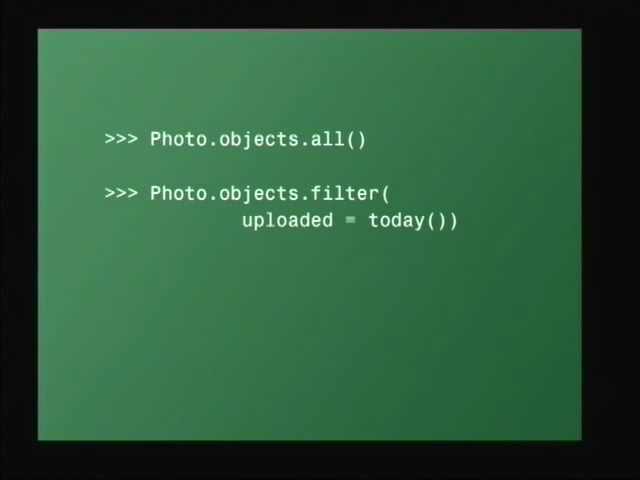 >>> Photo.objects.all()
>>> Photo.objects.filter(
uploaded = today())